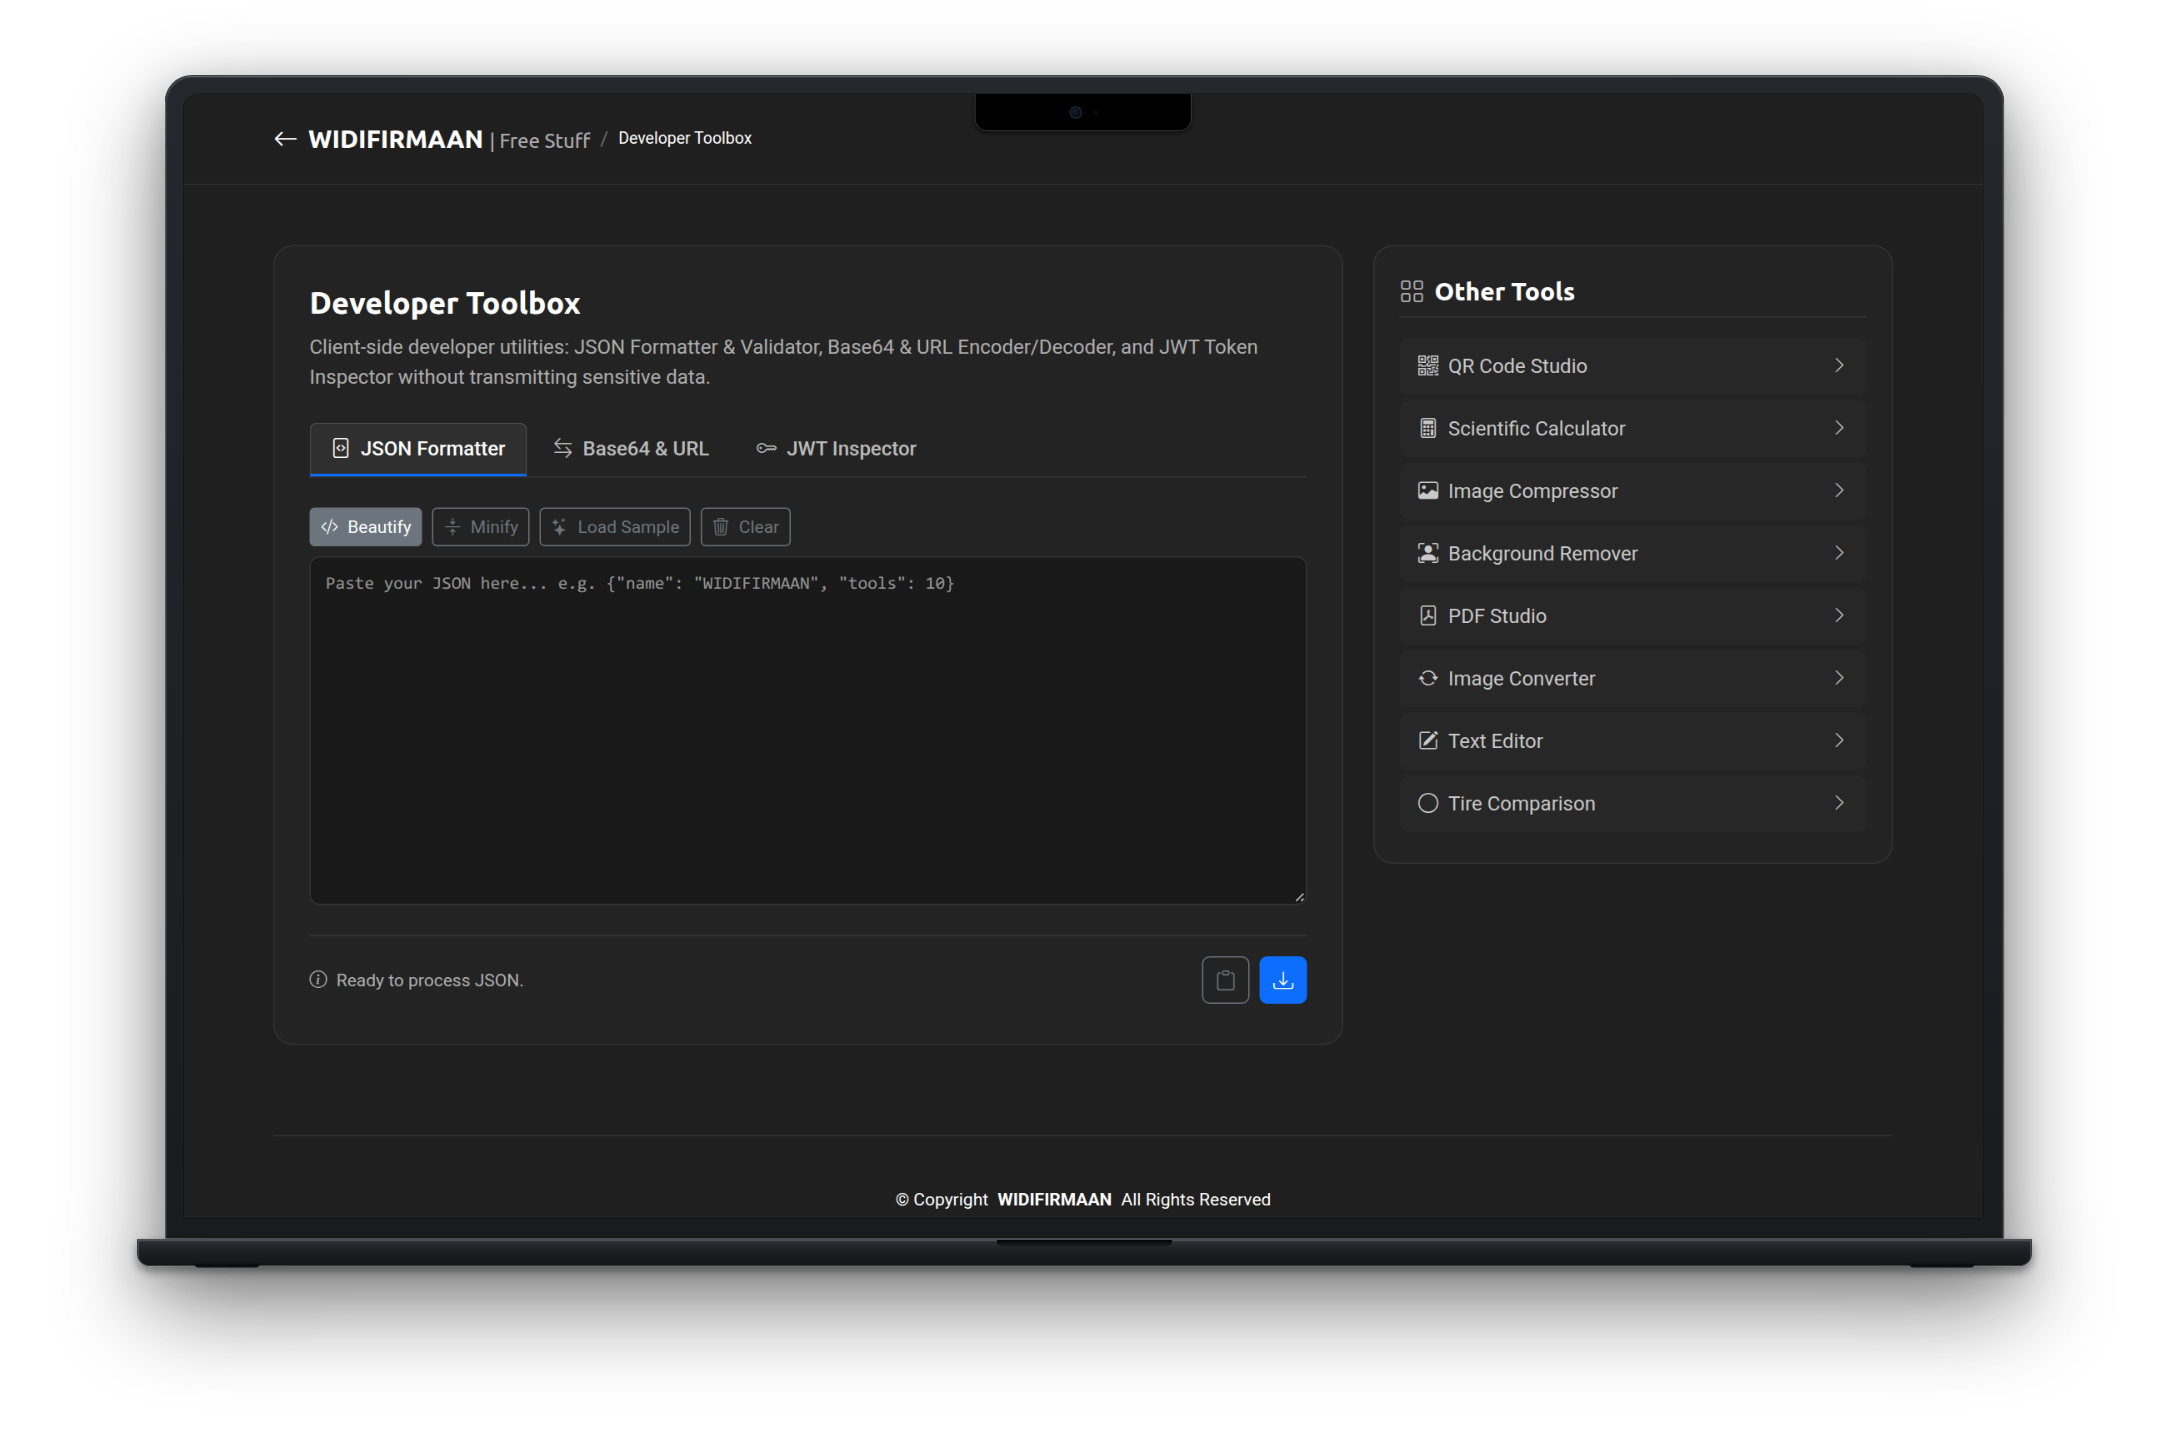 WIDIFIRMAAN | Free Stuff / Developer Toolbox
Developer Toolbox
Client-side developer utilities: JSON Formatter & Validator, Base64 & URL Encoder/Decoder, and JWT Token
Inspector without transmitting sensitive data.
JSON Formatter Base64 & URL JWT Inspector
Beautify Minify Load Sample Clear
Paste your JSON here... e.g. {"name": "WIDIFIRMAAN", "tools": 10}
Ready to process JSON.
Other Tools
QR Code Studio
Scientific Calculator
Image Compressor
Background Remover
PDF Studio
Image Converter
Text Editor
Tire Comparison
© Copyright WIDIFIRMAAN All Rights Reserved